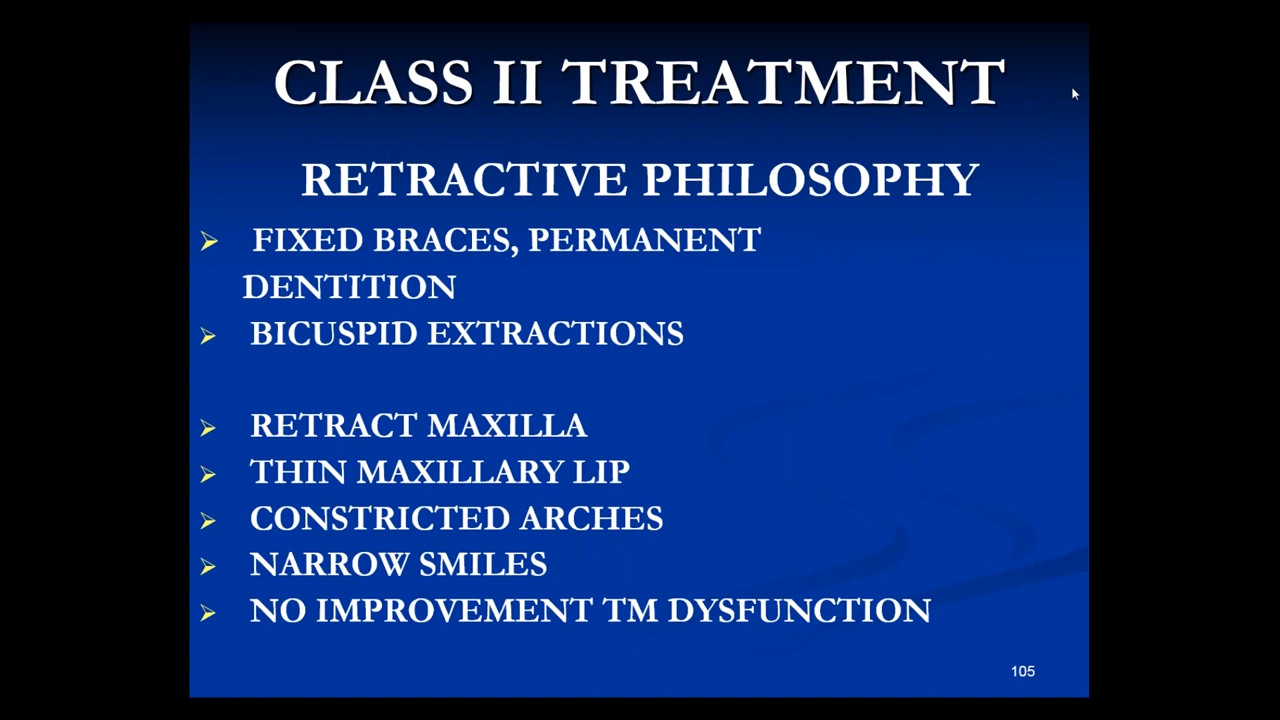 CLASS II TREATMENT
RETRACTIVE PHILOSOPHY
FIXED BRACES, PERMANENT
DENTITION
BICUSPID EXTRACTIONS
RETRACT MAXILLA
THIN MAXILLARY LIP
CONSTRICTED ARCHES
NARROW SMILES
NO IMPROVEMENT TM DYSFUNCTION
105